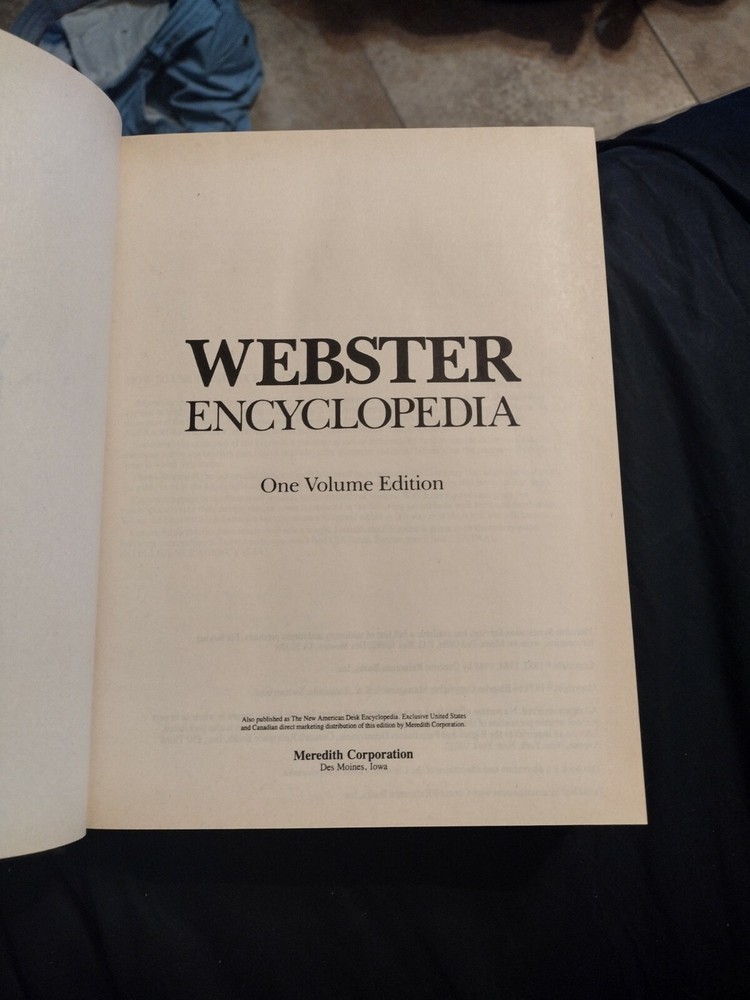 WEBSTER
ENCYCLOPEDIA
One Volume Edition
Also published as The New American Desk Encyclopedia. Exclusive United States
and Canadian direct marketing distribution of this edition by Meredith Corporation.
Meredith Corporation
Des Moines, Iowa